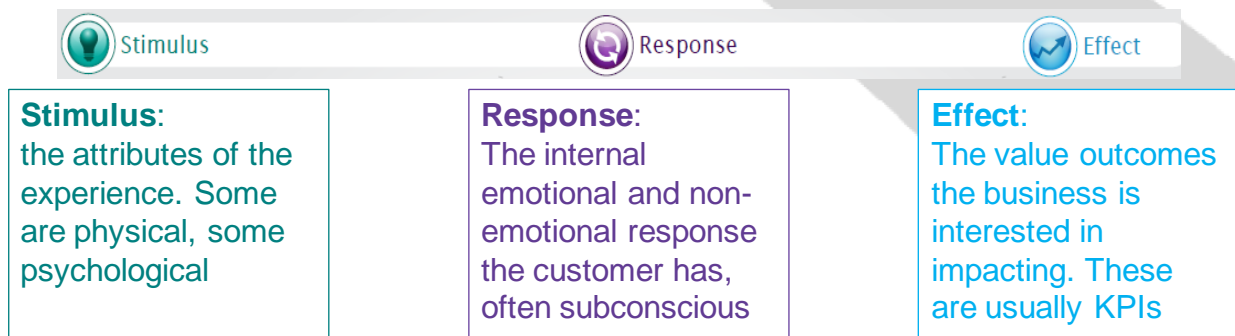 Stimulus
Response
Effect
Stimulus:
the attributes of the
experience. Some
are physical, some
psychological
Response:
The internal
emotional and non-
emotional response
the customer has,
often subconscious
Effect:
The value outcomes
the business is
interested in
impacting. These
are usually KPIs